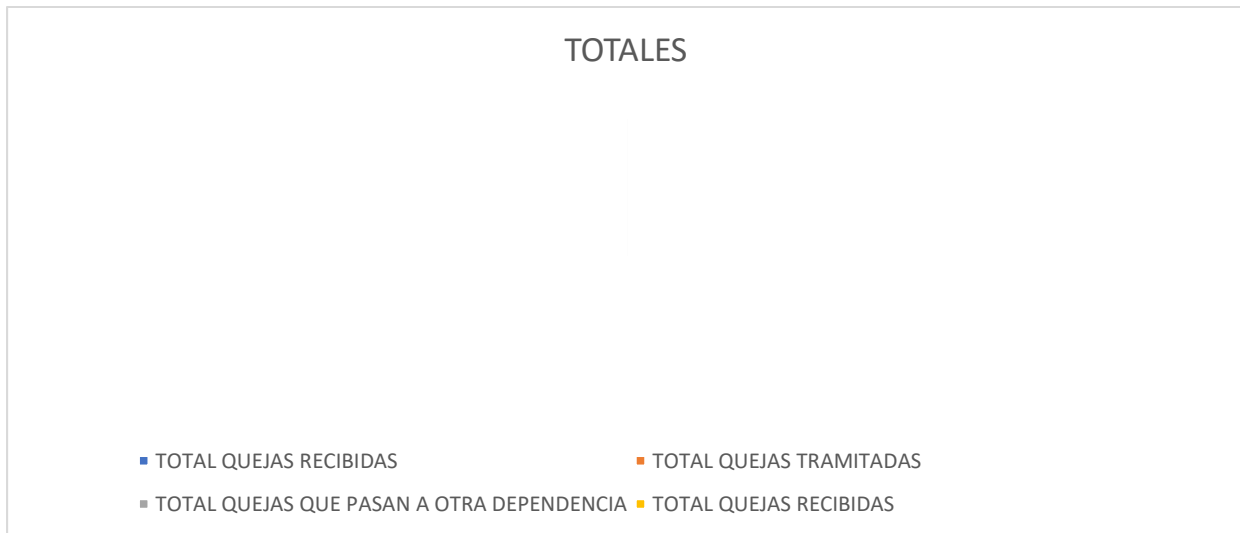 TOTALES
TOTAL QUEJAS RECIBIDAS TOTAL QUEJAS TRAMITADAS
TOTAL QUEJAS QUE PASAN A OTRA DEPENDENCIA TOTAL QUEJAS RECIBIDAS